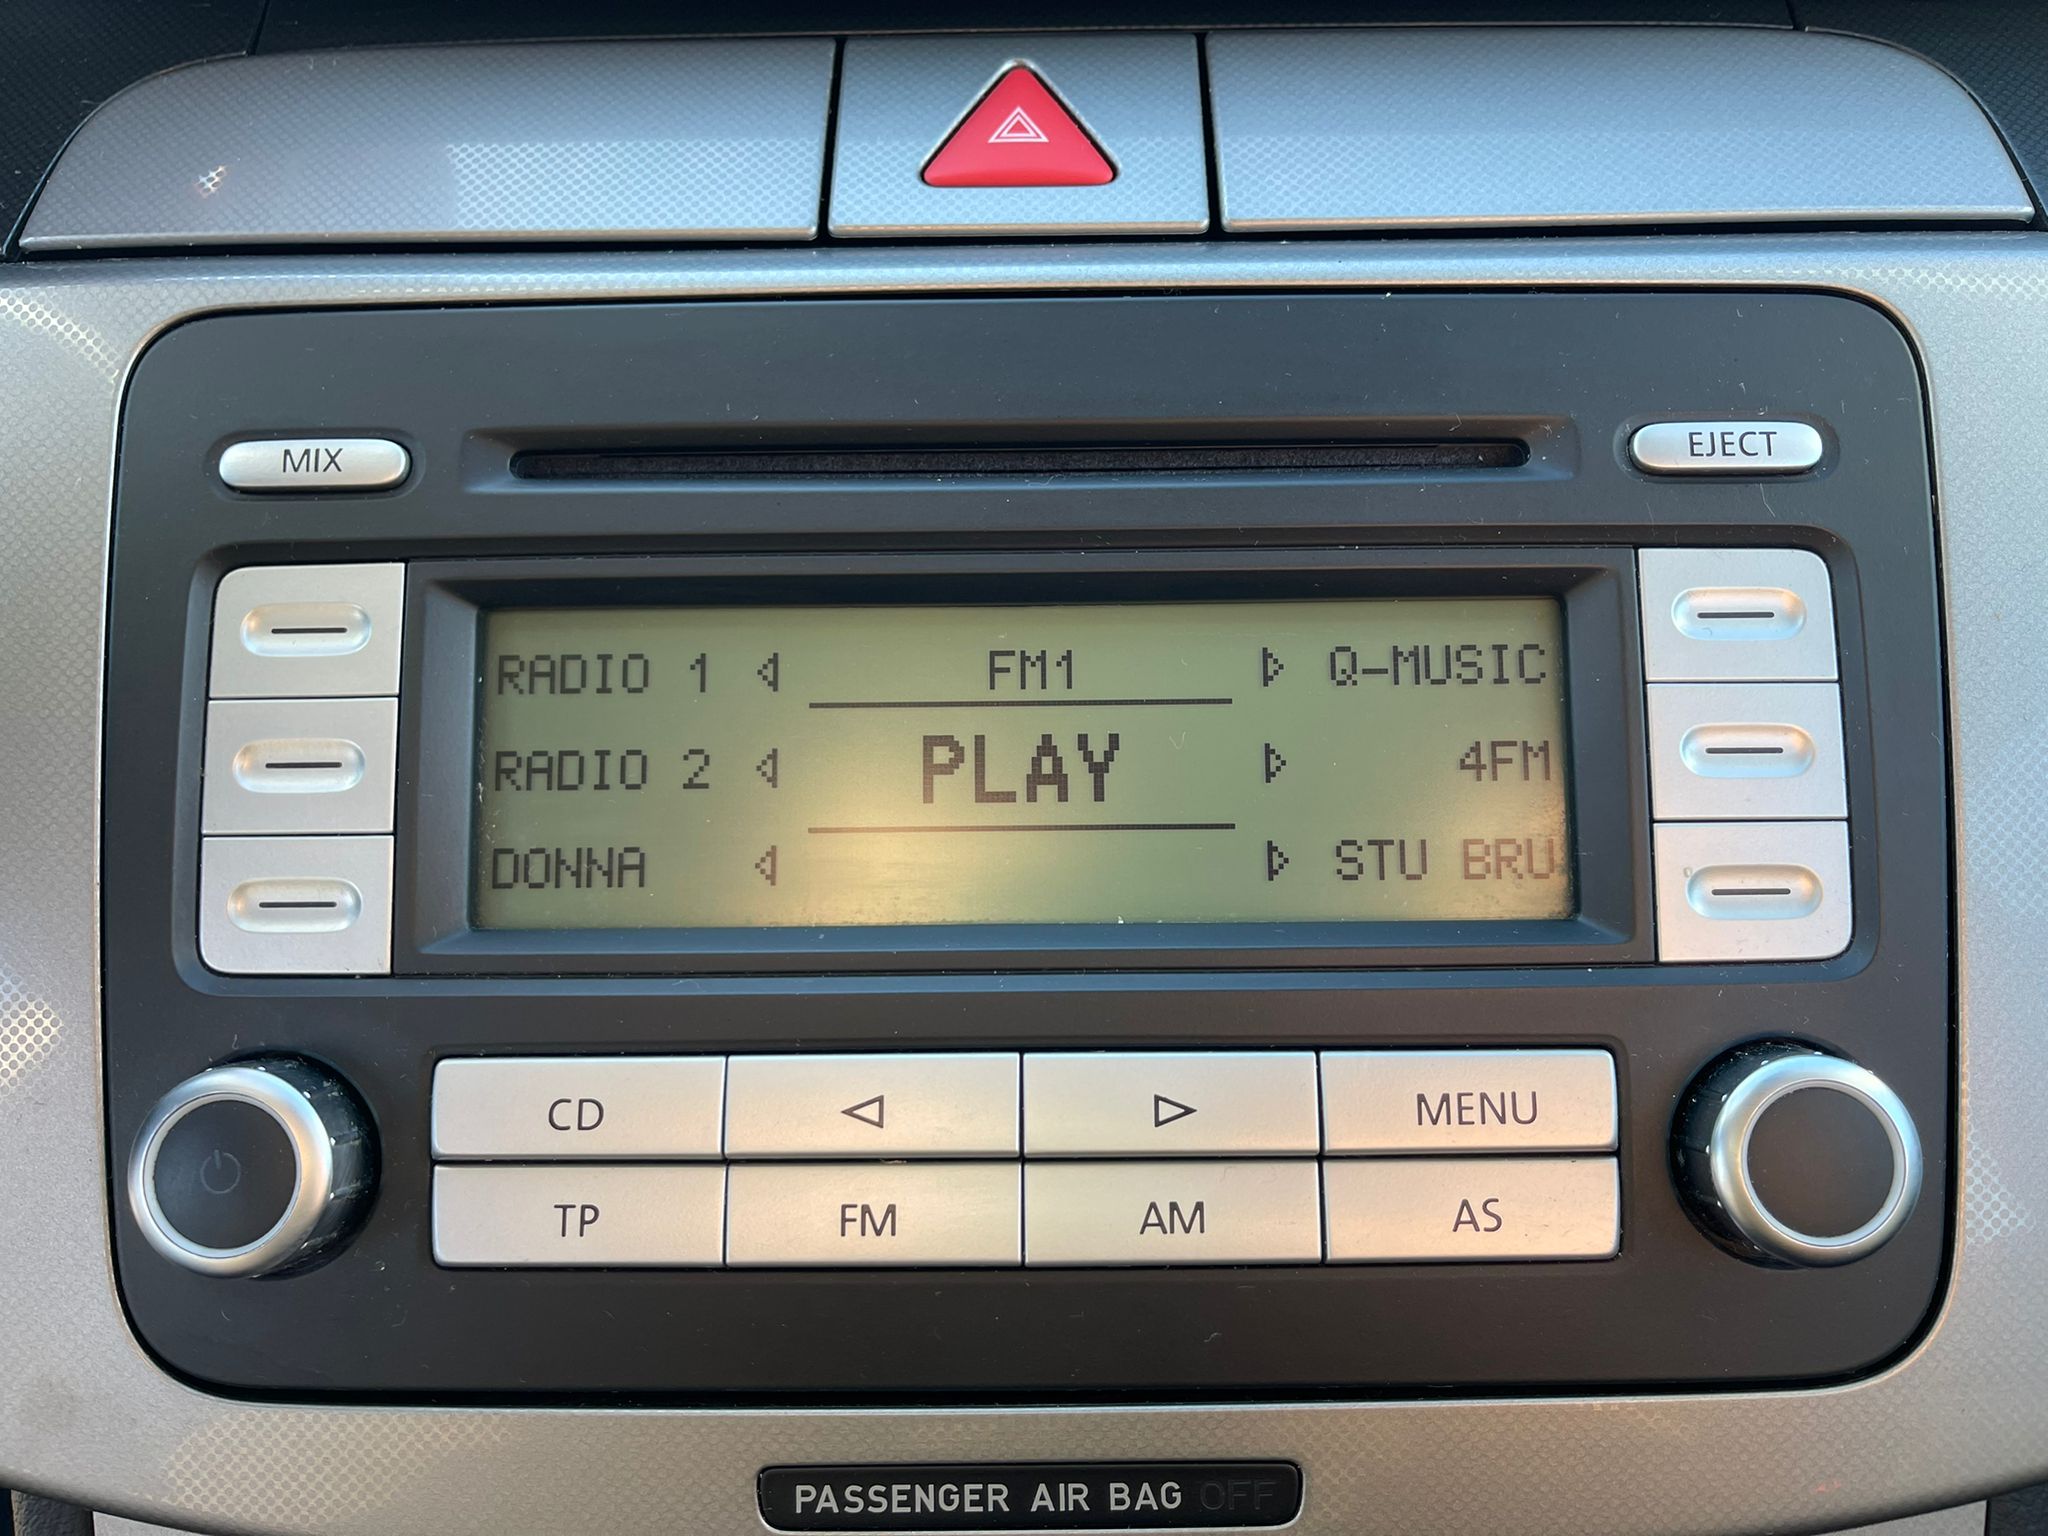 MIX
EJECT
RADIO 1 FM1 Q-MUSIC
RADIO 2 PLAY 4FM
DONNA STU BRU
CD MENU
TP FM AM AS
PASSENGER AIR BAG OFF